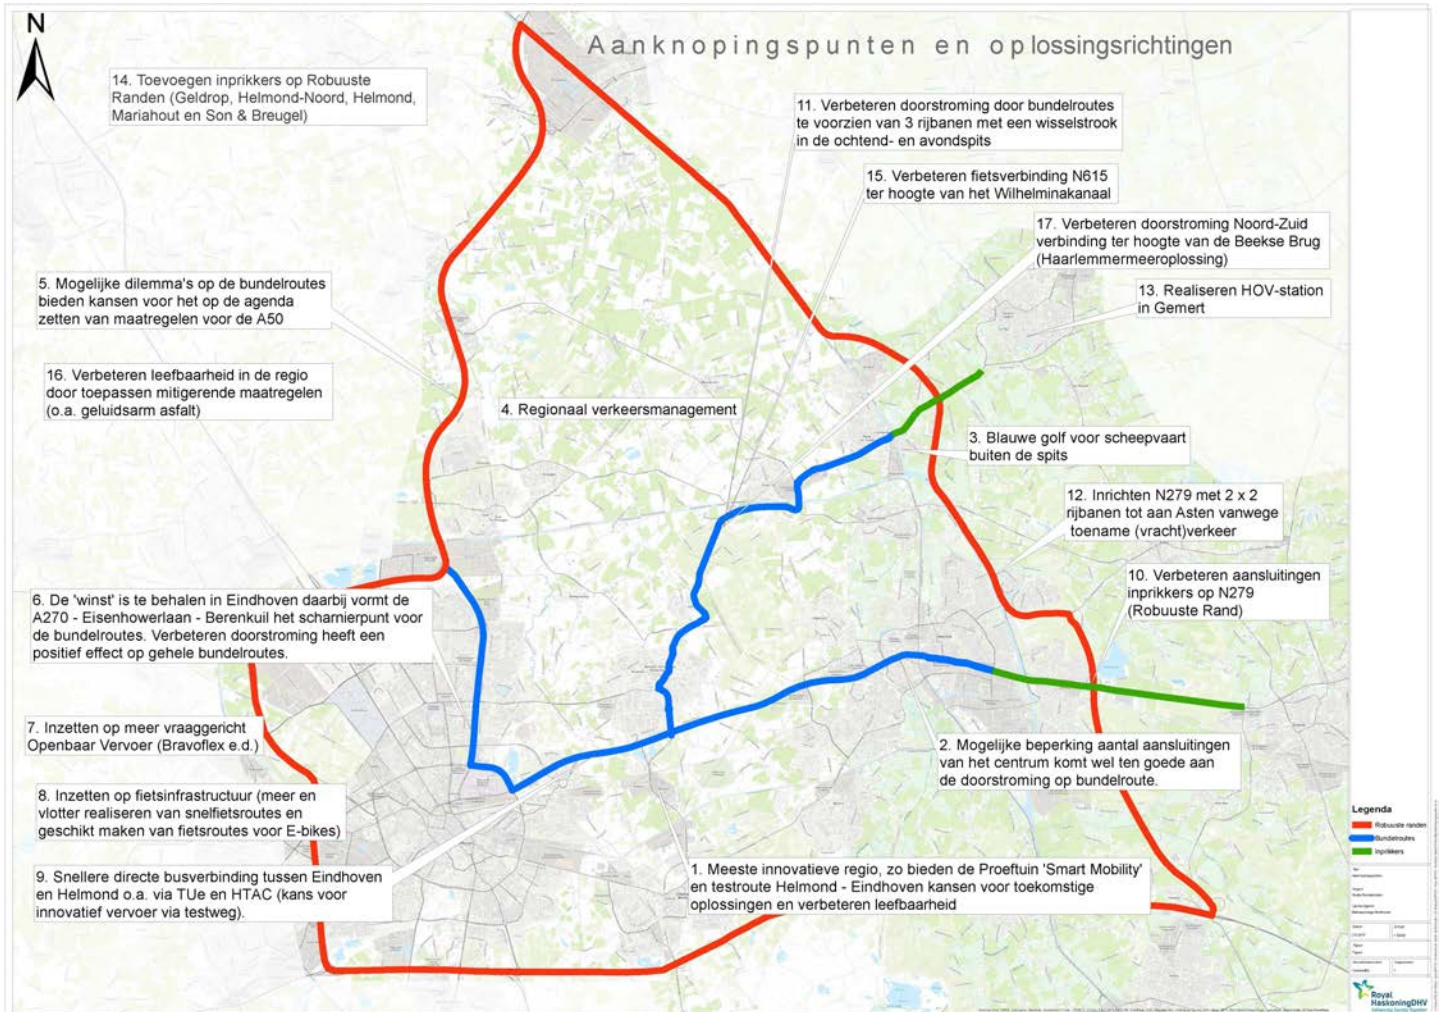 N
Aanknopingspunten en oplossingsrichtingen
14. Toevoegen inprikkers op Robuuste
Randen (Geldrop, Helmond-Noord, Helmond,
Mariahout en Son & Breugel)
11. Verbeteren doorstroming door bundelroutes
te voorzien van 3 rijbanen met een wisselstrook
in de ochtend- en avondspits
15. Verbeteren fietsverbinding N615
ter hoogte van het Wilhelminakanaal
17. Verbeteren doorstroming Noord-Zuid
verbinding ter hoogte van de Beekse Brug
(Haarlemmermeeroplossing)
13. Realiseren HOV-station
in Gemert
5. Mogelijke dilemma's op de bundelroutes
bieden kansen voor het op de agenda
zetten van maatregelen voor de A50
16. Verbeteren leefbaarheid in de regio
door toepassen mitigerende maatregelen
(o.a. geluidsarm asfalt)
4. Regionaal verkeersmanagement
3. Blauwe golf voor scheepvaart
buiten de spits
12. Inrichten N279 met 2 x 2
rijbanen tot aan Asten vanwege
toename (vracht)verkeer
10. Verbeteren aansluitingen
inprikkers op N279
(Robuuste Rand)
6. De 'winst' is te behalen in Eindhoven daarbij vormt de
A270 - Eisenhowerlaan - Berenkuil het scharnierpunt voor
de bundelroutes. Verbeteren doorstroming heeft een
positief effect op gehele bundelroutes.
7. Inzetten op meer vraaggericht
Openbaar Vervoer (Bravoflex e.d.)
2. Mogelijke beperking aantal aansluitingen
van het centrum komt wel ten goede aan
de doorstroming op bundelroute.
8. Inzetten op fietsinfrastructuur (meer en
vlotter realiseren van snelfietsroutes en
geschikt maken van fietsroutes voor E-bikes)
9. Snellere directe busverbinding tussen Eindhoven
en Helmond o.a. via TUe en HTAC (kans voor
innovatief vervoer via testweg).
1. Meeste innovatieve regio, zo bieden de Proeftuin 'Smart Mobility'
en testroute Helmond - Eindhoven kansen voor toekomstige
oplossingen en verbeteren leefbaarheid
Legenda
Robuuste randen
Bundelroutes
Inprikkers
Royal
HaskoningDHV